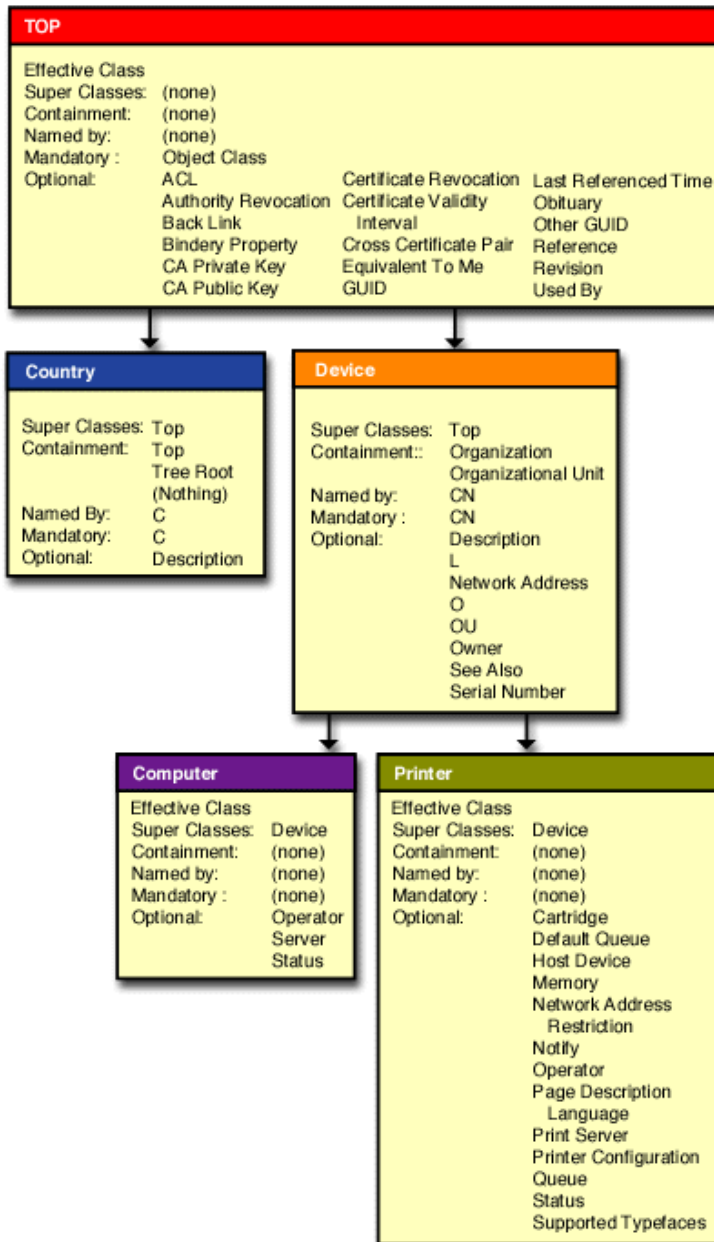 TOP
Effective Class
Super Classes: (none)
Containment: (none)
Named by: (none)
Mandatory : Object Class
Optional: ACL Certificate Revocation Last Referenced Time
Authority Revocation Certificate Validity Obituary
Back Link Interval Other GUID
Bindery Property Cross Certificate Pair Reference
CA Private Key Equivalent To Me Revision
CA Public Key GUID Used By
Country
Super Classes: Top
Containment: Top
Tree Root
(Nothing)
Named By: C
Mandatory: C
Optional: Description
Device
Super Classes: Top
Containment:: Organization
Organizational Unit
Named by: CN
Mandatory : CN
Optional: Description
L
Network Address
O
OU
Owner
See Also
Serial Number
Computer
Effective Class
Super Classes: Device
Containment: (none)
Named by: (none)
Mandatory : (none)
Optional: Operator
Server
Status
Printer
Effective Class
Super Classes: Device
Containment: (none)
Named by: (none)
Mandatory : (none)
Optional: Cartridge
Default Queue
Host Device
Memory
Network Address
Restriction
Notify
Operator
Page Description
Language
Print Server
Printer Configuration
Queue
Status
Supported Typefaces